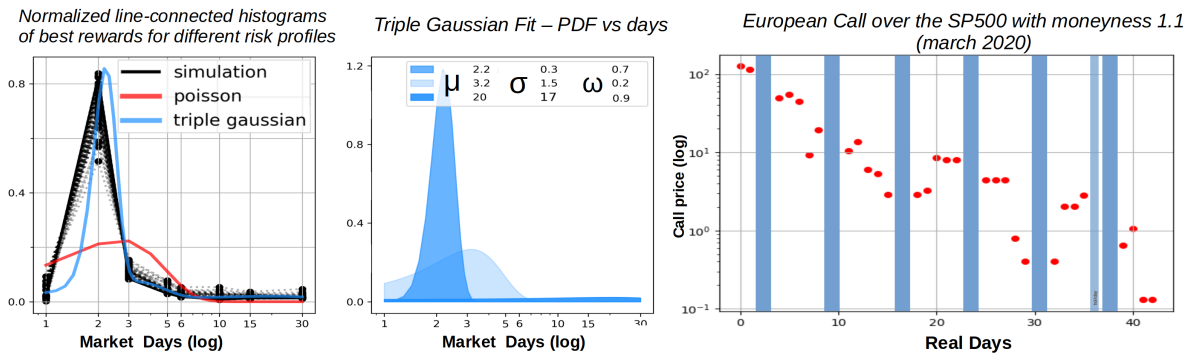 Normalized line-connected histograms
of best rewards for different risk profiles
0.8
0.4
0.0
simulation
poisson
triple gaussian
1 2 3 5 6 10 15 30
Market Days (log)
Triple Gaussian Fit – PDF vs days
1.2
0.8
0.4
0.0
μ σ ω
2.2 0.3 0.7
3.2 1.5 0.2
20 17 0.9
1 2 3 5 6 10 15 30
Market Days (log)
European Call over the SP500 with moneyness 1.1
(march 2020)
Call price (log)
10²
10¹
10⁰
10⁻¹
0 10 20 30 40
Real Days